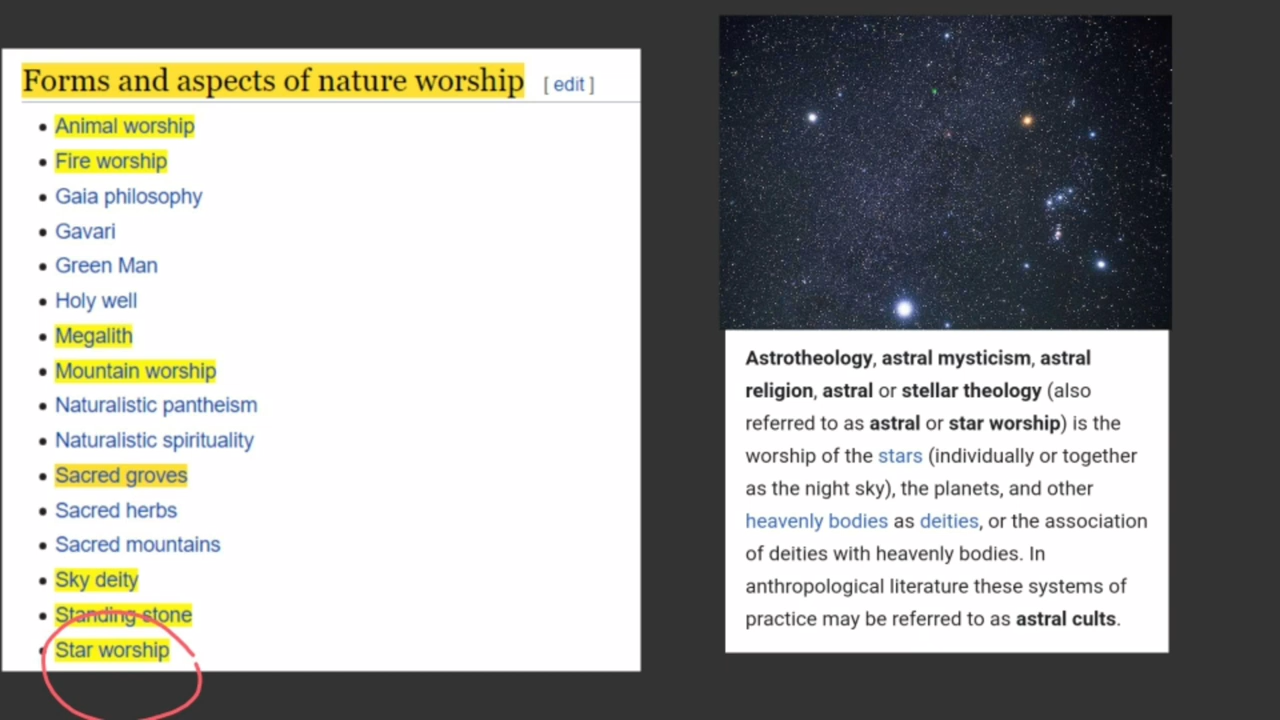 Forms and aspects of nature worship [ edit ]
Animal worship
Fire worship
Gaia philosophy
Gavari
Green Man
Holy well
Megalith
Mountain worship
Naturalistic pantheism
Naturalistic spirituality
Sacred groves
Sacred herbs
Sacred mountains
Sky deity
Standing stone
Star worship
Astrotheology, astral mysticism, astral
religion, astral or stellar theology (also
referred to as astral or star worship) is the
worship of the stars (individually or together
as the night sky), the planets, and other
heavenly bodies as deities, or the association
of deities with heavenly bodies. In
anthropological literature these systems of
practice may be referred to as astral cults.